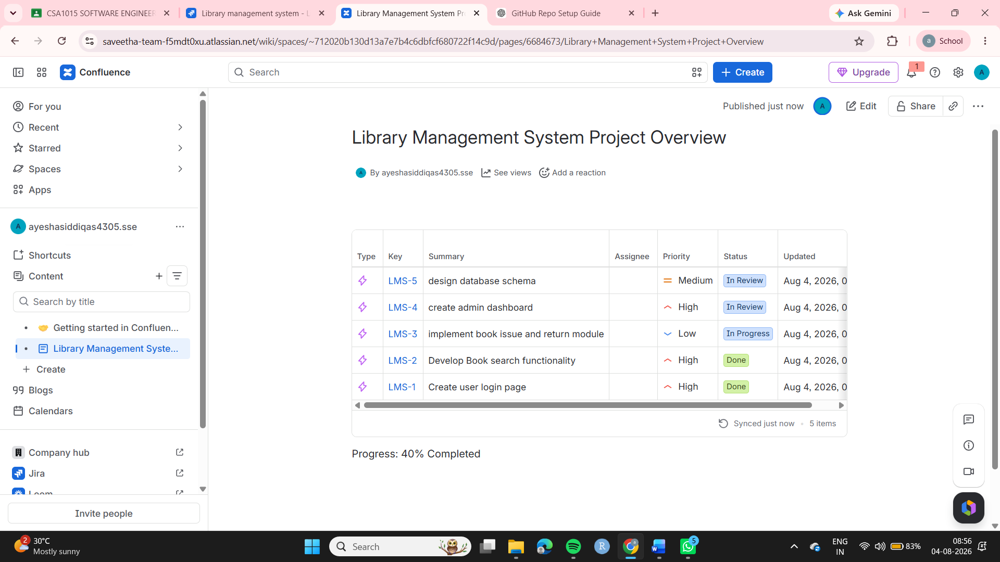 CSA1015 SOFTWARE ENGINEER
Library management system - L
Library Management System Pro
GitHub Repo Setup Guide
Ask Gemini
saveetha-team-f5mdt0xu.atlassian.net/wiki/spaces/~712020b130d13a7e7b4c6dbfcf680722f14c9d/pages/6684673/Library+Management+System+Project+Overview
a School
Confluence
Search
Create
Upgrade
1
A
For you
Recent
Starred
Spaces
Apps
A ayeshasiddiqas4305.sse
Shortcuts
Content
Search by title
Getting started in Confluen...
Library Management Syste...
Create
Blogs
Calendars
Company hub
Jira
Loom
Invite people
Published just now A Edit Share
Library Management System Project Overview
A By ayeshasiddiqas4305.sse See views Add a reaction
Type Key Summary Assignee Priority Status Updated
LMS-5 design database schema Medium In Review Aug 4, 2026, 0
LMS-4 create admin dashboard High In Review Aug 4, 2026, 0
LMS-3 implement book issue and return module Low In Progress Aug 4, 2026, 0
LMS-2 Develop Book search functionality High Done Aug 4, 2026, 0
LMS-1 Create user login page High Done Aug 4, 2026, 0
Synced just now • 5 items
Progress: 40% Completed
2
30°C
Mostly sunny
Search
R
a
W
5
ENG
IN
83%
08:56
04-08-2026